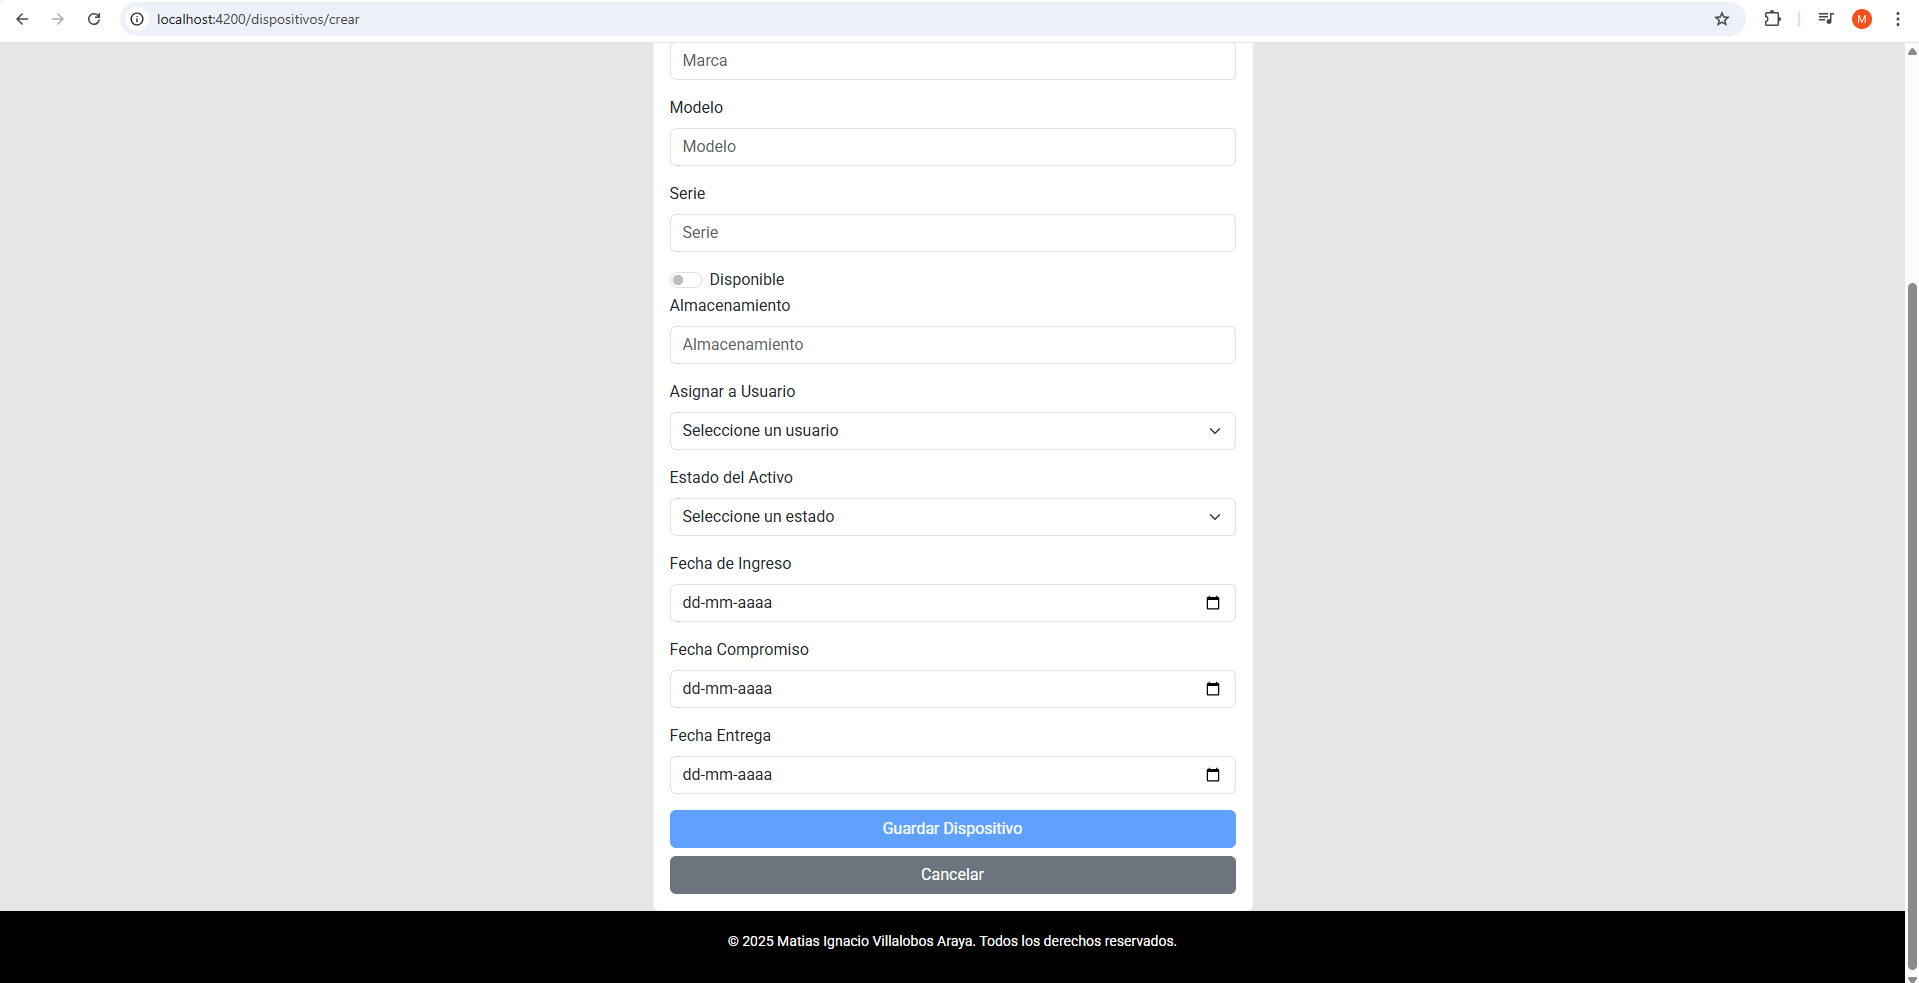 localhost:4200/dispositivos/crear
M
Marca
Modelo
Modelo
Serie
Serie
Disponible
Almacenamiento
Almacenamiento
Asignar a Usuario
Seleccione un usuario
Estado del Activo
Seleccione un estado
Fecha de Ingreso
dd-mm-aaaa
Fecha Compromiso
dd-mm-aaaa
Fecha Entrega
dd-mm-aaaa
Guardar Dispositivo
Cancelar
© 2025 Matias Ignacio Villalobos Araya. Todos los derechos reservados.